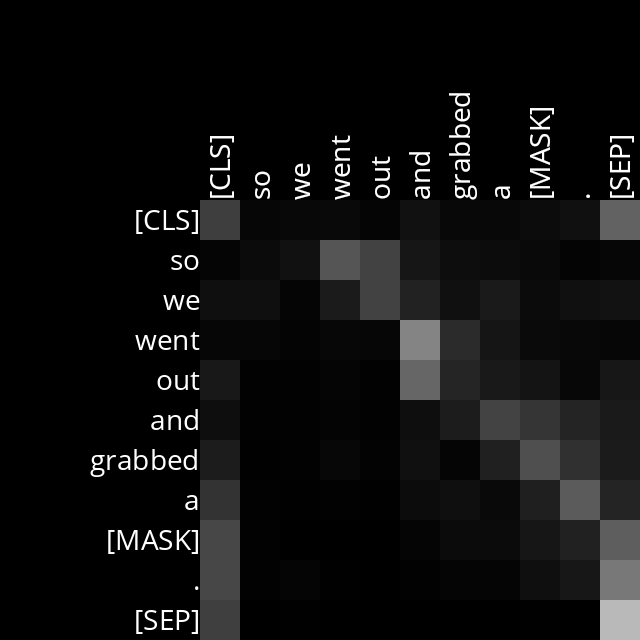 [CLS] so we went out and grabbed a [MASK] . [SEP]
[CLS]
so
we
went
out
and
grabbed
a
[MASK]
.
[SEP]